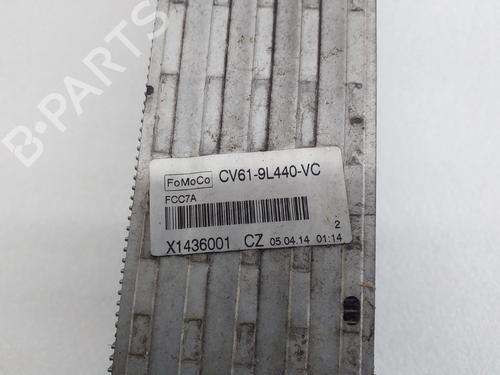 B-PARTS
FoMoCo CV61-9L440-VC
FCC7A
2
X1436001 CZ 05.04.14 01:14